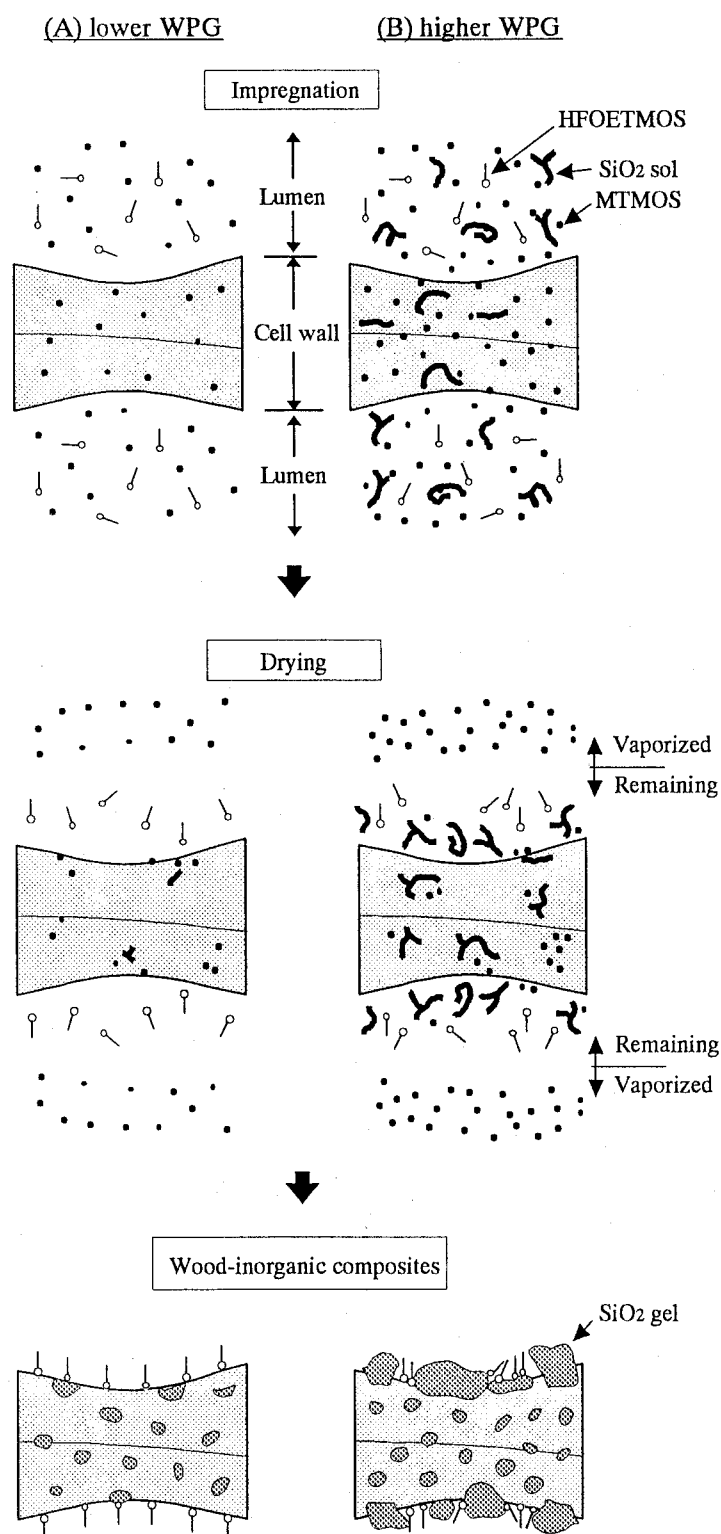 (A) lower WPG
(B) higher WPG
Impregnation
HFOETMOS
SiO2 sol
MTMOS
Lumen
Cell wall
Lumen
Drying
Vaporized
Remaining
Remaining
Vaporized
Wood-inorganic composites
SiO2 gel